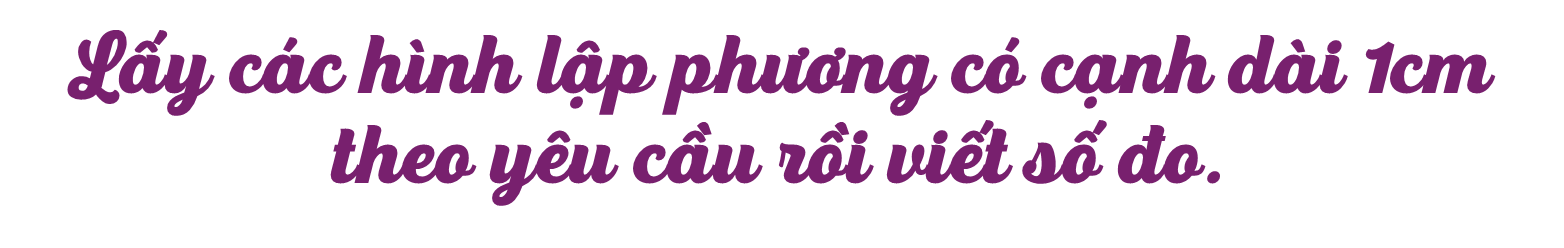 Lấy các hình lập phương có cạnh dài 1cm
theo yêu cầu rồi viết số đo.